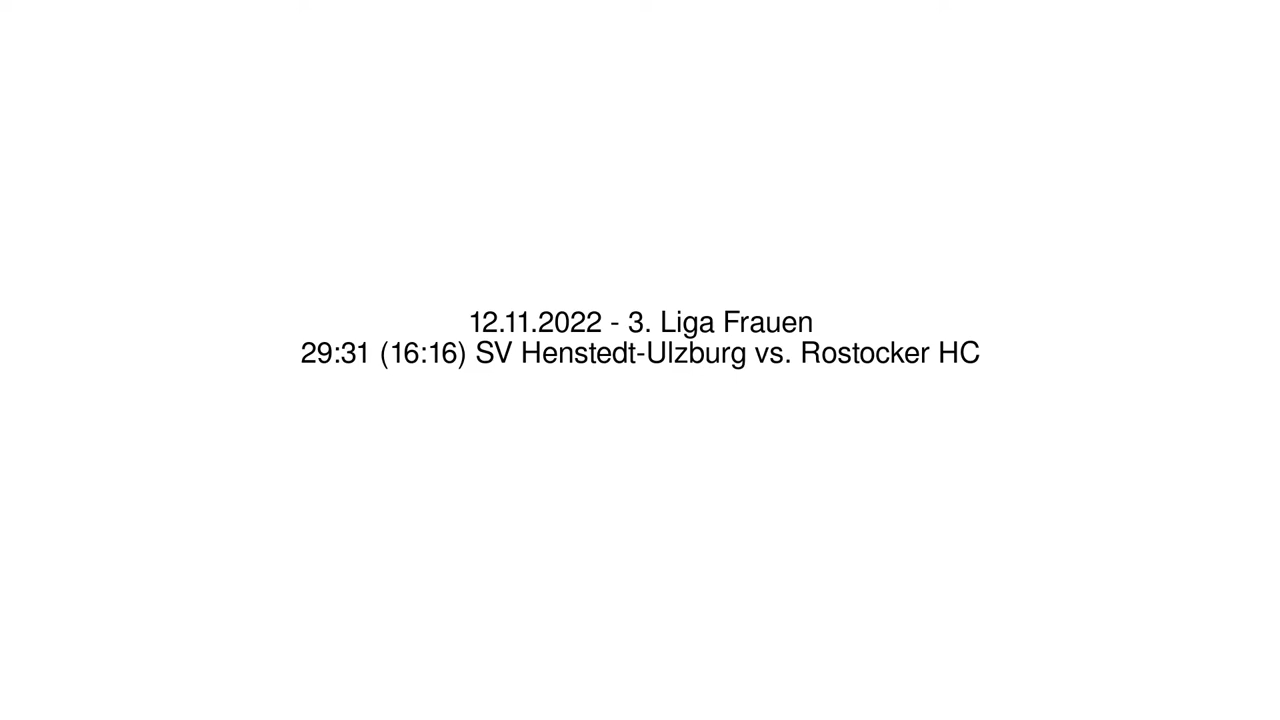 12.11.2022 - 3. Liga Frauen
29:31 (16:16) SV Henstedt-Ulzburg vs. Rostocker HC